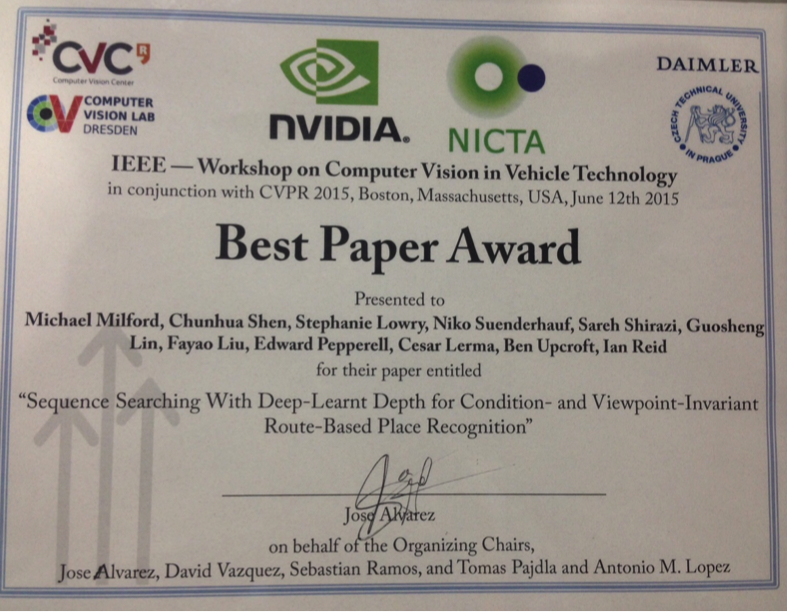 CVC R
Computer Vision Center
CV COMPUTER
VISION LAB
DRESDEN
NVIDIA.
NICTA
DAIMLER
CZECH TECHNICAL UNIVERSITY
• IN PRAGUE •
IEEE — Workshop on Computer Vision in Vehicle Technology
in conjunction with CVPR 2015, Boston, Massachusetts, USA, June 12th 2015
Best Paper Award
Presented to
Michael Milford, Chunhua Shen, Stephanie Lowry, Niko Suenderhauf, Sareh Shirazi, Guosheng
Lin, Fayao Liu, Edward Pepperell, Cesar Lerma, Ben Upcroft, Ian Reid
for their paper entitled
“Sequence Searching With Deep-Learnt Depth for Condition- and Viewpoint-Invariant
Route-Based Place Recognition”
Jose Alvarez
on behalf of the Organizing Chairs,
Jose Alvarez, David Vazquez, Sebastian Ramos, and Tomas Pajdla and Antonio M. Lopez